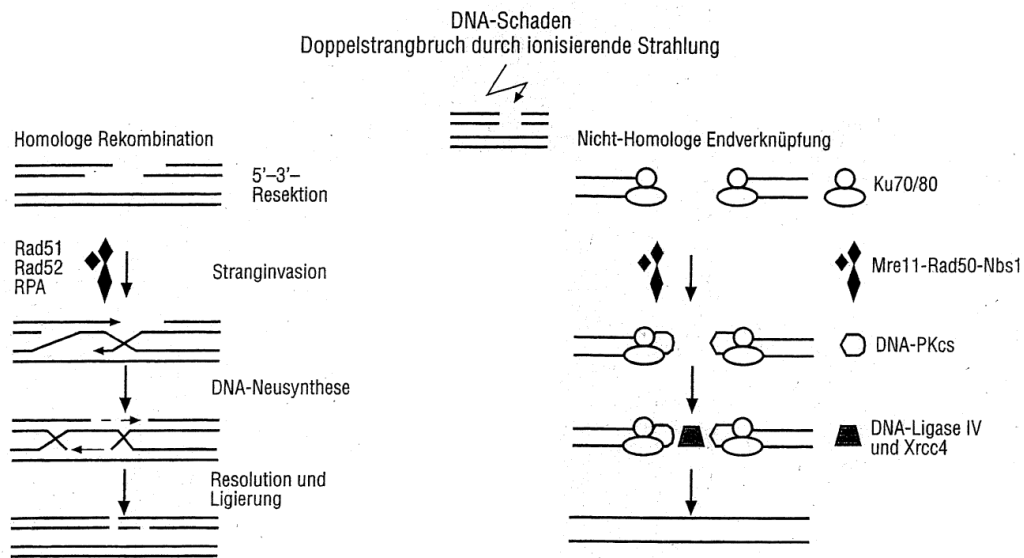 DNA-Schaden
Doppelstrangbruch durch ionisierende Strahlung
Homologe Rekombination
5'–3'–
Resektion
Rad51
Rad52
RPA
Stranginvasion
DNA-Neusynthese
Resolution und
Ligierung
Nicht-Homologe Endverknüpfung
Ku70/80
Mre11-Rad50-Nbs1
DNA-PKcs
DNA-Ligase IV
und Xrcc4